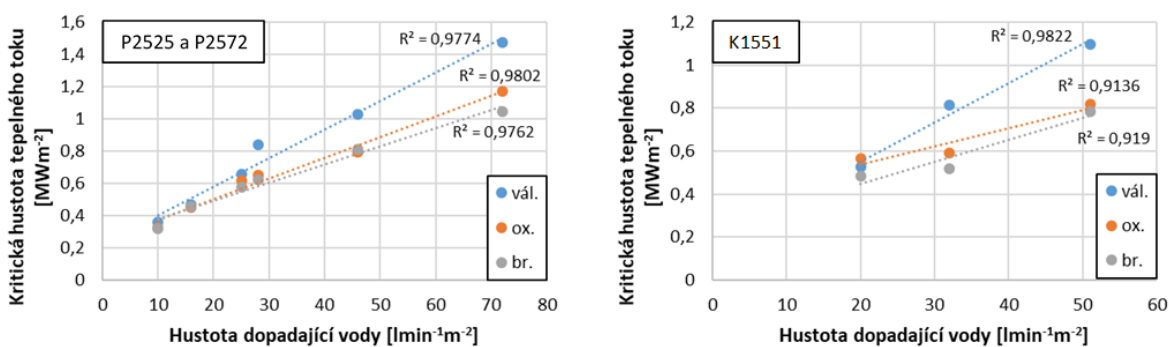 P2525 a P2572
Kritická hustota tepelného toku
[MWm⁻²]
1,6
1,4
1,2
1
0,8
0,6
0,4
0,2
0
R² = 0,9774
R² = 0,9802
R² = 0,9762
vál.
ox.
br.
0 10 20 30 40 50 60 70 80
Hustota dopadající vody [lmin⁻¹m⁻²]
K1551
Kritická hustota tepelného toku
[MWm⁻²]
1,2
1
0,8
0,6
0,4
0,2
0
R² = 0,9822
R² = 0,9136
R² = 0,919
vál.
ox.
br.
0 10 20 30 40 50 60
Hustota dopadající vody [lmin⁻¹m⁻²]